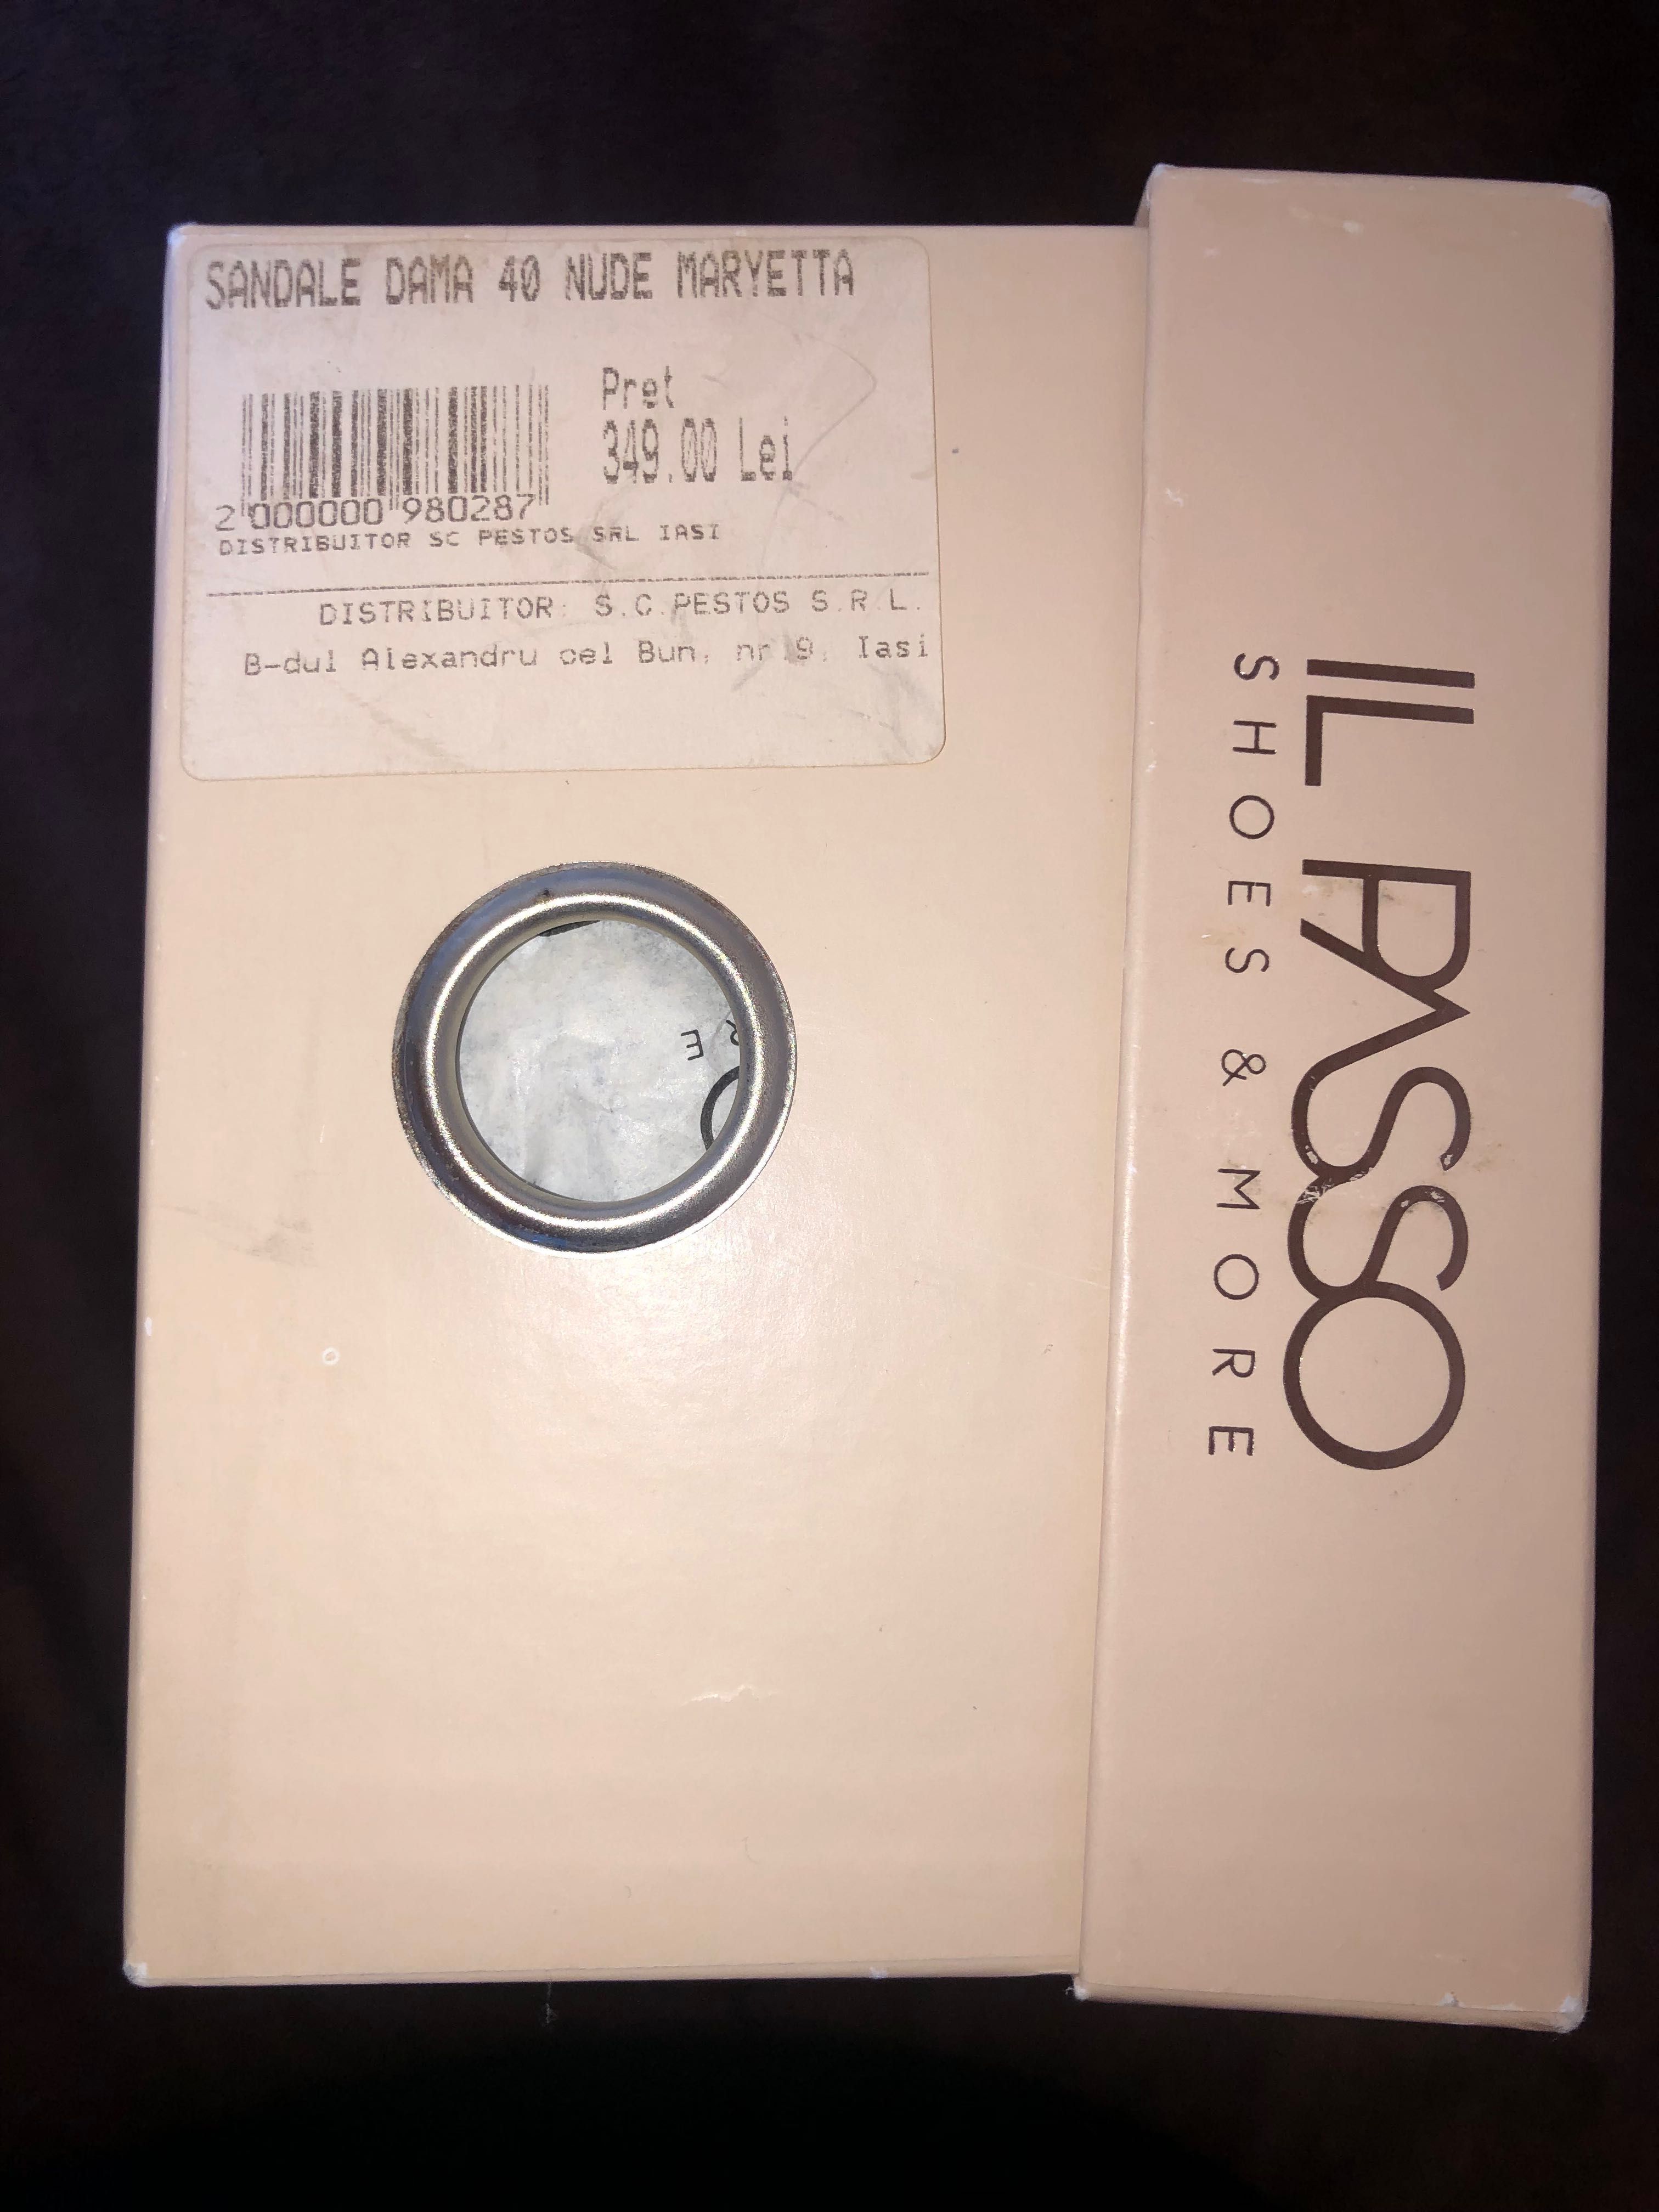 SANDALE DAMA 40 NUDE MARYETTA
Pret
349.00 Lei
2 000000 980287
DISTRIBUITOR SC PESTOS SRL IASI
DISTRIBUITOR: S.C.PESTOS S.R.L.
B-dul Alexandru cel Bun, nr.9, Iasi
IL PASSO
SHOES & MORE
R
E
O